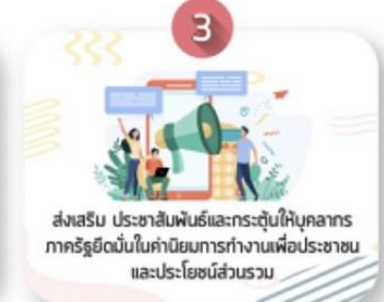 3
ส่งเสริม ประชาสัมพันธ์และกระตุ้นให้บุคลากร
ภาครัฐยึดมั่นในค่านิยมการทำงานเพื่อประชาชน
และประโยชน์ส่วนรวม